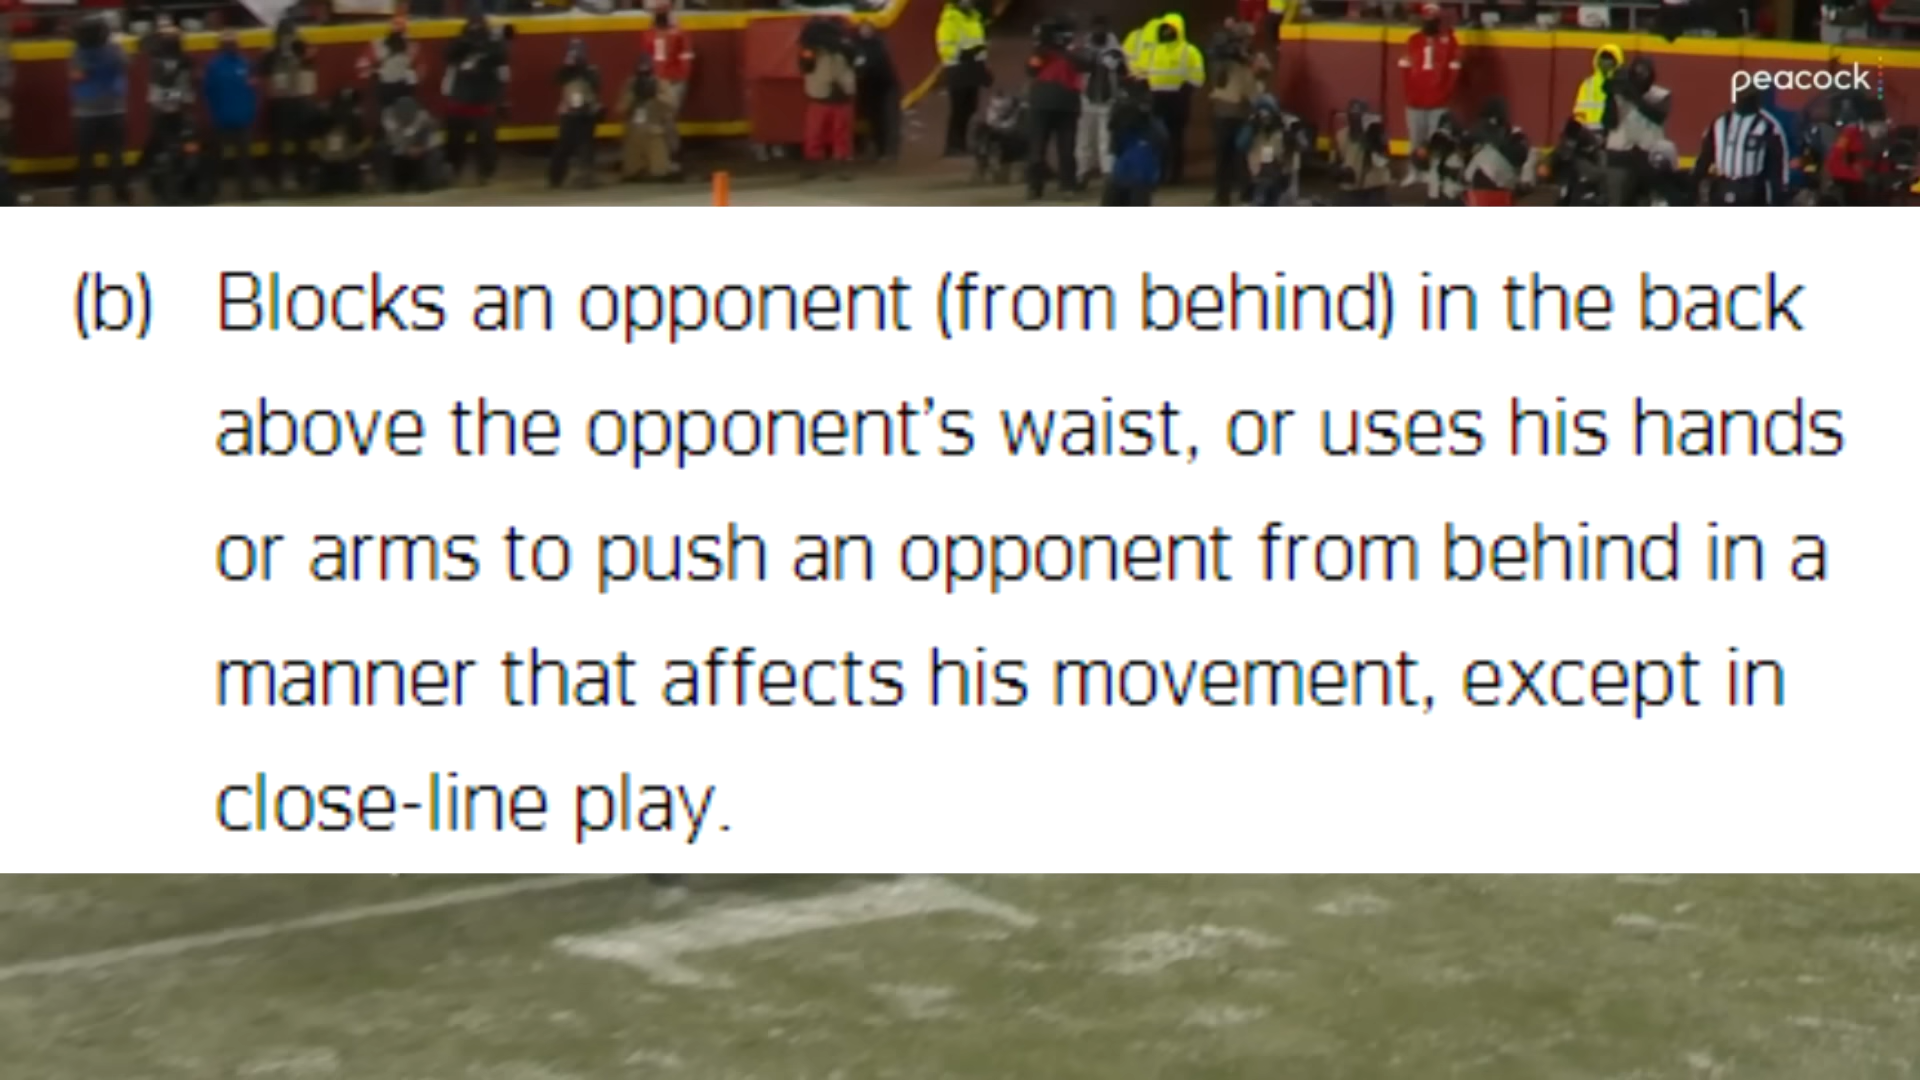 peacock
(b) Blocks an opponent (from behind) in the back
above the opponent's waist, or uses his hands
or arms to push an opponent from behind in a
manner that affects his movement, except in
close-line play.